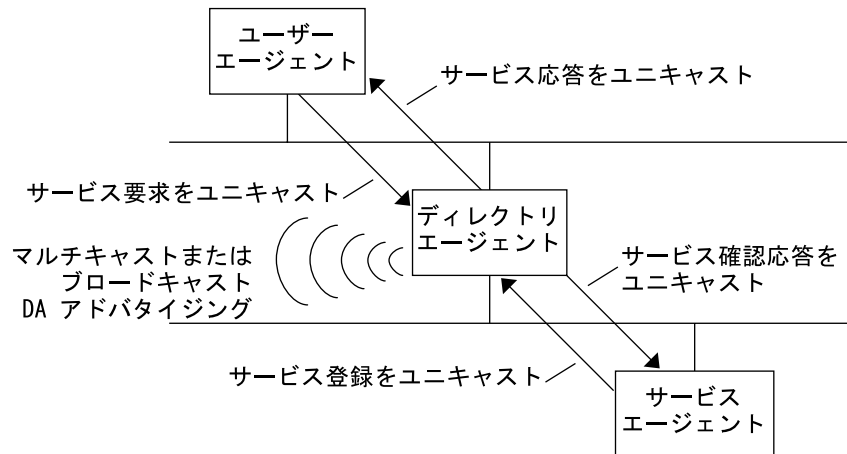 ユーザー
エージェント
サービス応答をユニキャスト
サービス要求をユニキャスト
ディレクトリ
エージェント
マルチキャストまたは
ブロードキャスト
DA アドバタイジング
サービス確認応答を
ユニキャスト
サービス登録をユニキャスト
サービス
エージェント